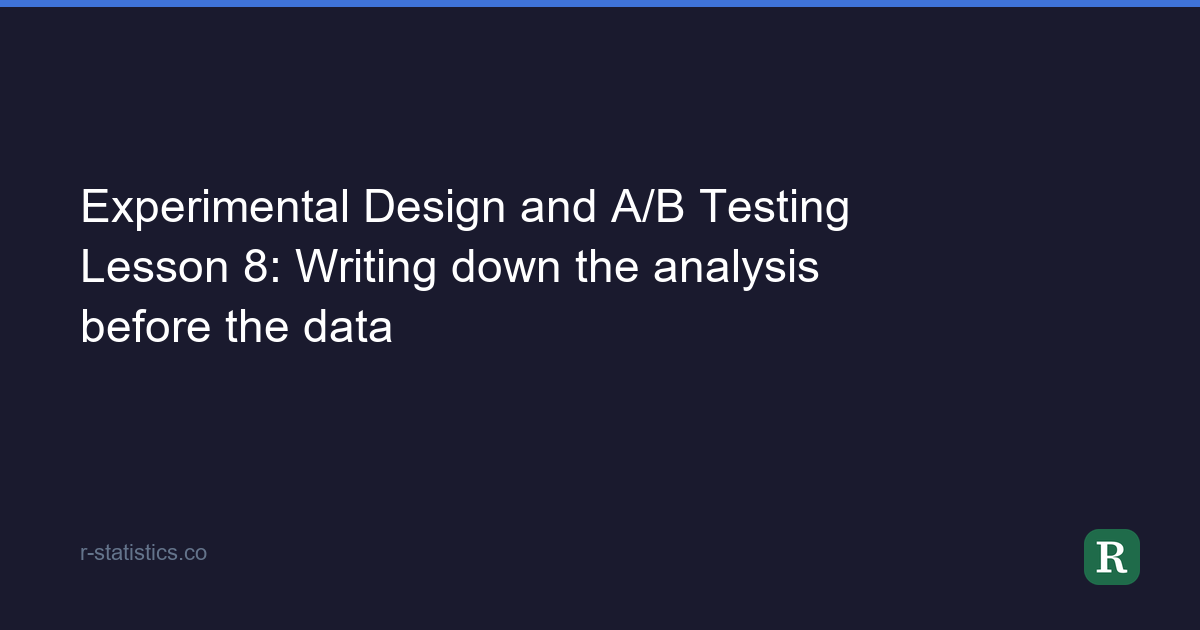 Experimental Design and A/B Testing
Lesson 8: Writing down the analysis
before the data
r-statistics.co
R